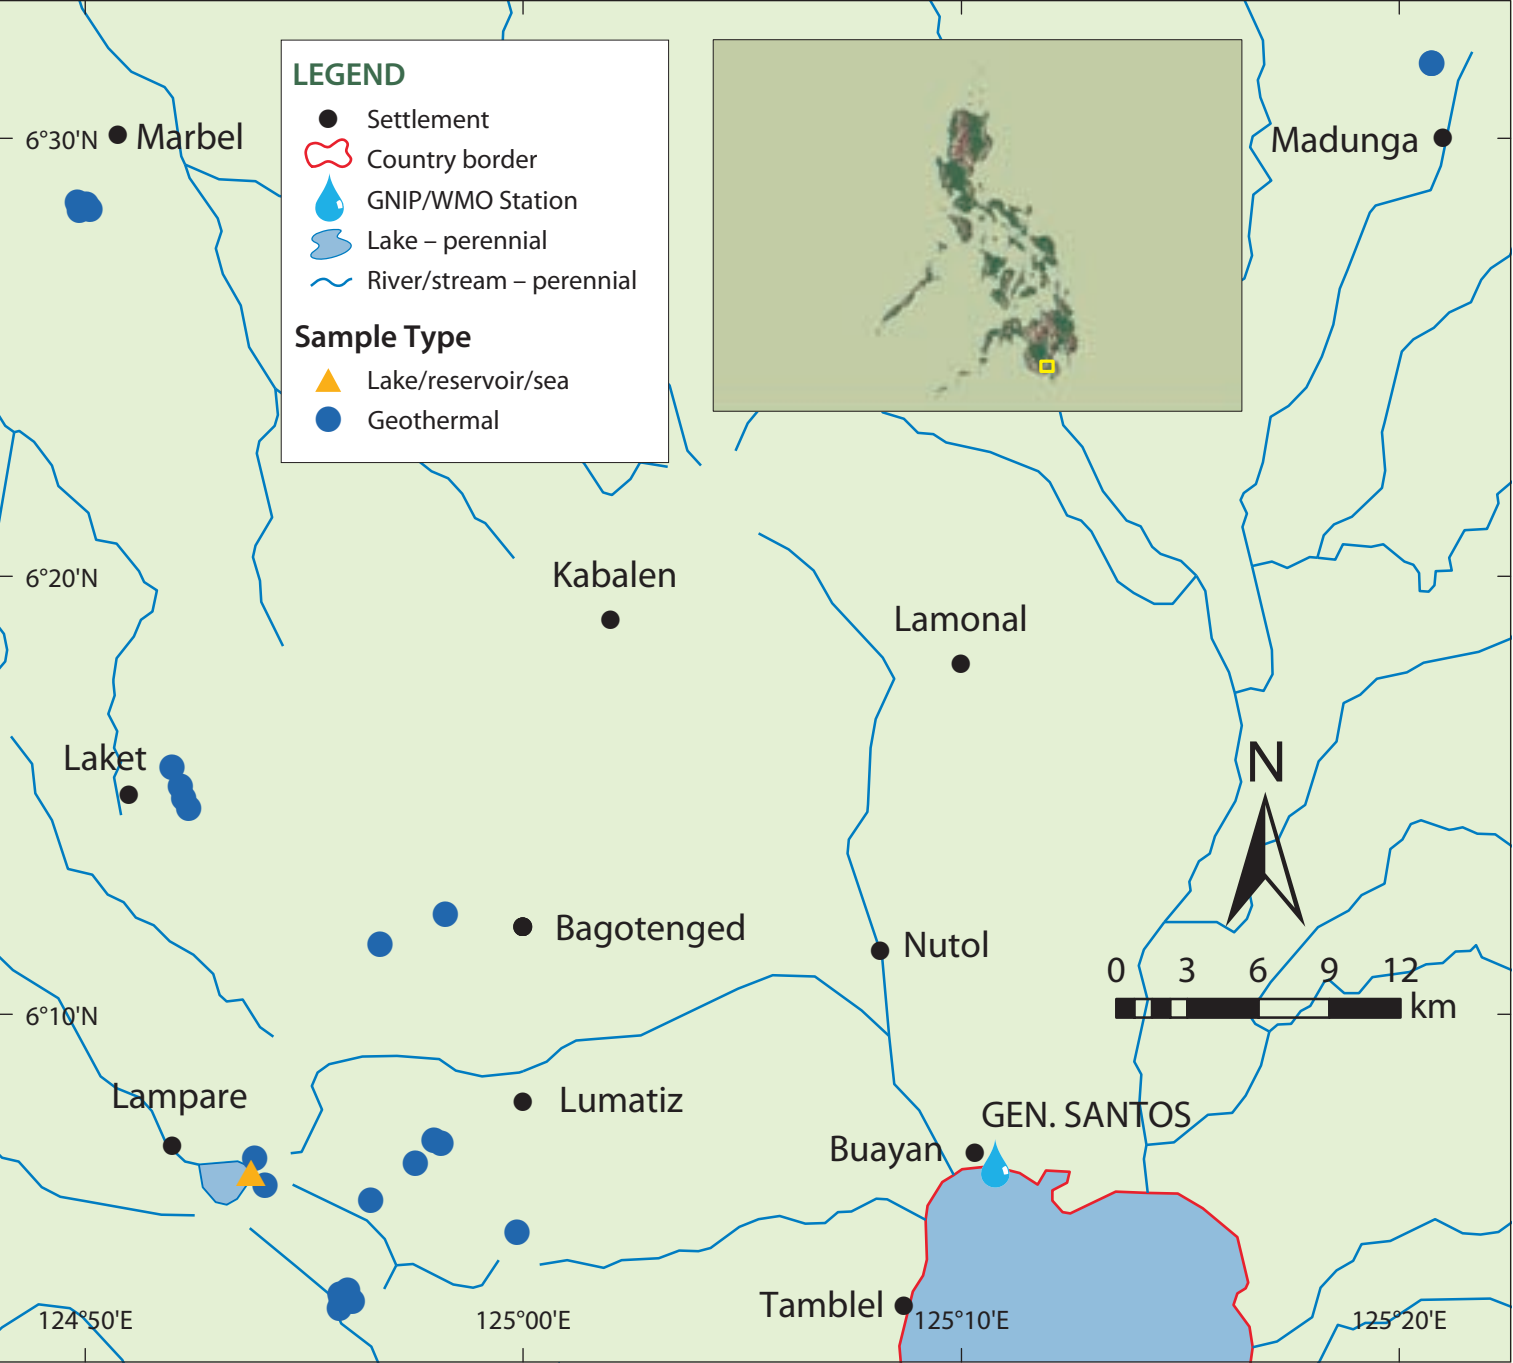 LEGEND
Settlement
Country border
GNIP/WMO Station
Lake – perennial
River/stream – perennial
Sample Type
Lake/reservoir/sea
Geothermal
6°30'N
Marbel
Madunga
6°20'N
Kabalen
Lamonal
N
Laket
Bagotenged
Nutol
0 3 6 9 12
km
6°10'N
Lampare
Lumatiz
GEN. SANTOS
Buayan
Tamblel
124°50'E
125°00'E
125°10'E
125°20'E